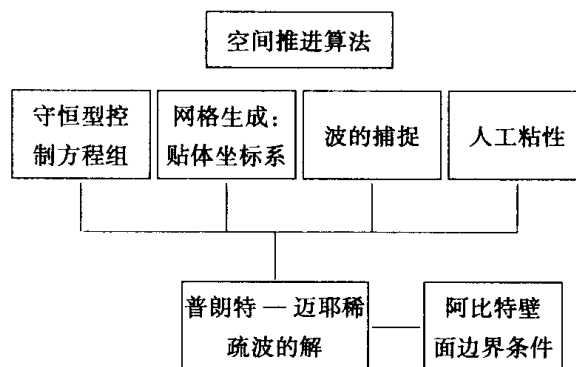 空间推进算法
守恒型控
制方程组
网格生成：
贴体坐标系
波的捕捉
人工粘性
普朗特—迈耶稀
疏波的解
阿比特壁
面边界条件